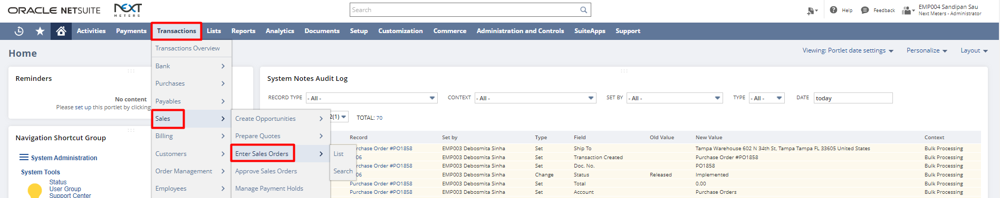 ORACLE NETSUITE
NEXT
METERS
Search
Help
Feedback
EMP004 Sandipan Sau
Next Meters - Administrator
Activities Payments Transactions Lists Reports Analytics Documents Setup Customization Commerce Administration and Controls SuiteApps Support
Home
Viewing: Portlet date settings Personalize Layout
Transactions Overview
Bank
Purchases
Payables
Sales
Billing
Customers
Order Management
Employees
Create Opportunities
Prepare Quotes
Enter Sales Orders
Approve Sales Orders
Manage Payment Holds
List
Search
Reminders
No content
Please set up this portlet by clicking
Navigation Shortcut Group
System Administration
System Tools
Status
User Group
Support Center
System Notes Audit Log
RECORD TYPE - All - CONTEXT - All - SET BY - All - TYPE - All - DATE today
2(1) TOTAL: 70
Record Set by Type Field Old Value New Value Context
Purchase Order #PO1858 EMP003 Debosmita Sinha Set Ship To Tampa Warehouse 602 N 34th St, Tampa Tampa FL 33605 United States Bulk Processing
06 EMP003 Debosmita Sinha Set Transaction Created Purchase Order #PO1858 Bulk Processing
Purchase Order #PO1858 EMP003 Debosmita Sinha Set Doc. No. PO1858 Bulk Processing
06 EMP003 Debosmita Sinha Change Status Released Implemented Bulk Processing
Purchase Order #PO1858 EMP003 Debosmita Sinha Set Total 0.00 Bulk Processing
Purchase Order #PO1858 EMP003 Debosmita Sinha Set Account Purchase Orders Bulk Processing